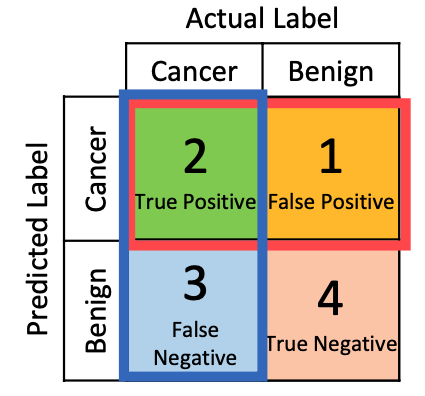 Actual Label
Cancer
Benign
Predicted Label
Cancer
2
True Positive
1
False Positive
Benign
3
False
Negative
4
True Negative